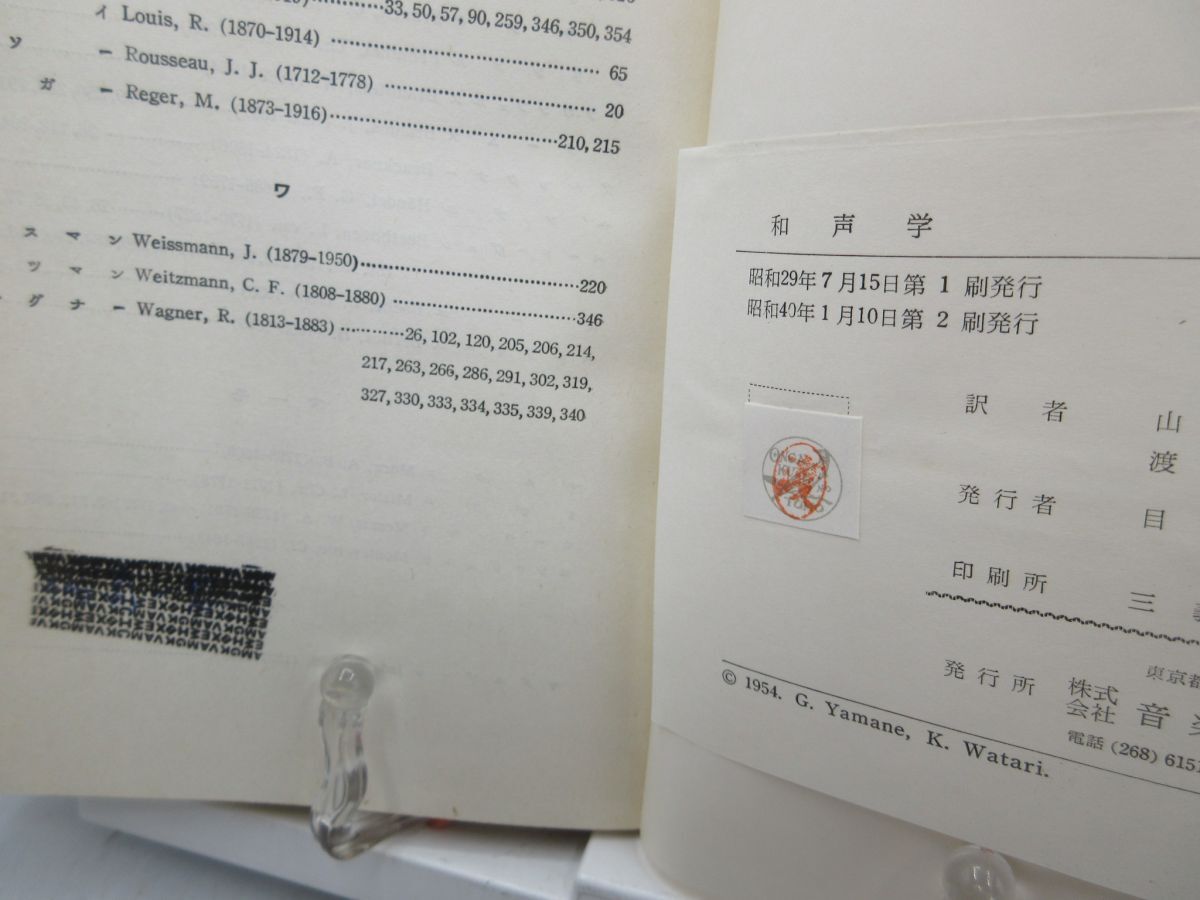 33, 50, 57, 90, 259, 346, 350, 354
イ Louis, R. (1870-1914) 65
ソ ー Rousseau, J. J. (1712-1778) 20
ガ ー Reger, M. (1873-1916) 210, 215
ワ
スマン Weissmann, J. (1879-1950) 220
ツマン Weitzmann, C. F. (1808-1880) 346
グナー Wagner, R. (1813-1883) 26, 102, 120, 205, 206, 214,
217, 263, 266, 286, 291, 302, 319,
327, 330, 333, 334, 335, 339, 340
和声学
昭和29年7月15日第1刷発行
昭和40年1月10日第2刷発行
訳者 山
渡
発行者 目
印刷所 三
東京都
発行所 株式会社 音
電話 (268) 6151
© 1954. G. Yamane, K. Watari.